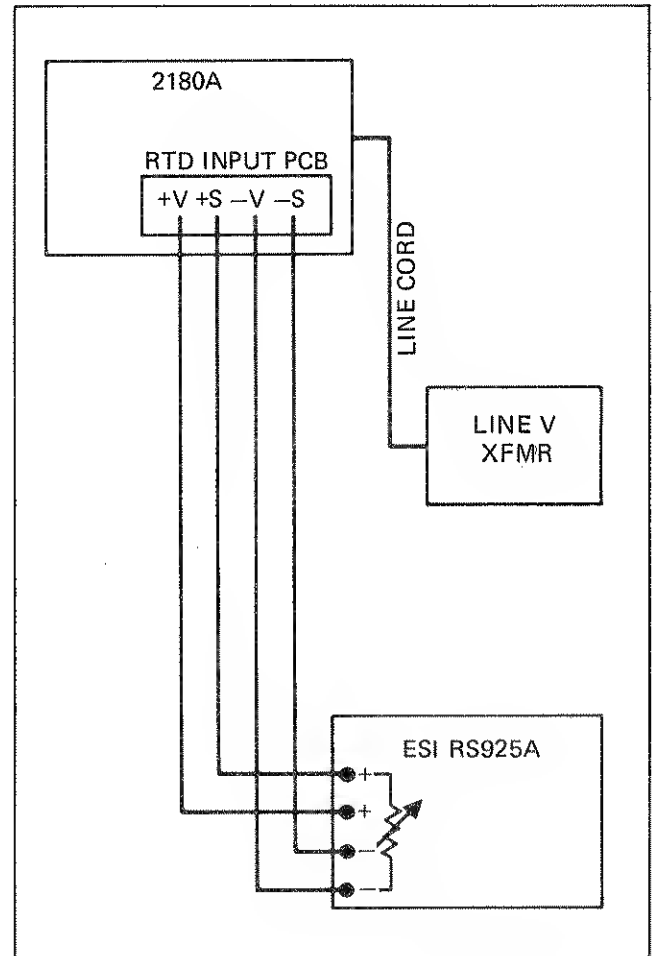 2180A
RTD INPUT PCB
+V +S −V −S
LINE CORD
LINE V
XFMR
ESI RS925A
+
+
−
−